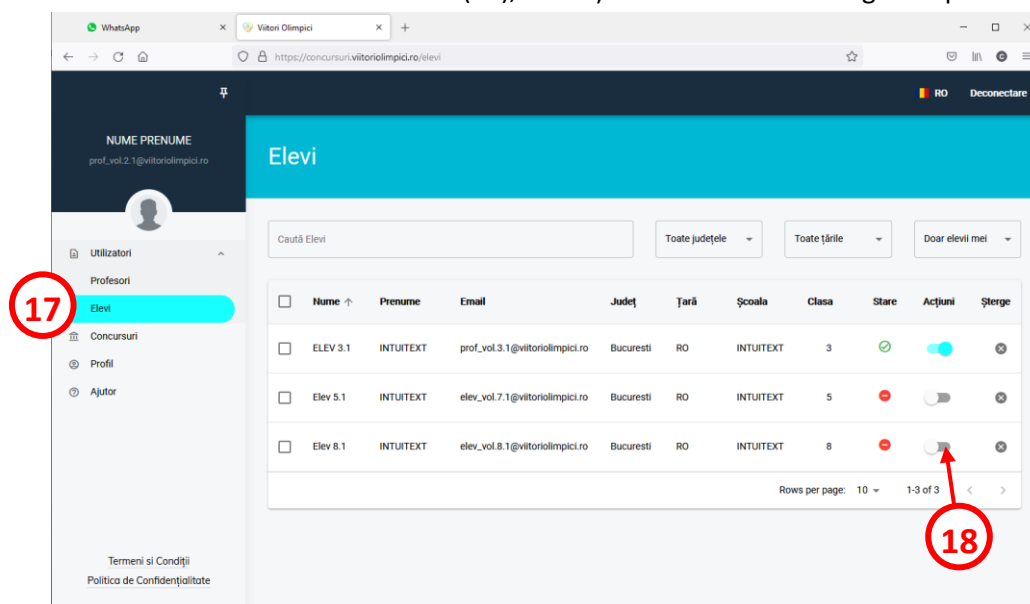 WhatsApp
Viitori Olimpici
https://concursuri.viitoriolimpici.ro/elevi
RO Deconectare
NUME PRENUME
prof_vol.2.1@viitoriolimpici.ro
Elevi
Caută Elevi Toate județele Toate țările Doar elevii mei
Utilizatori
Profesori
17 Elevi
Concursuri
Profil
Ajutor
Nume Prenume Email Județ Țară Școala Clasa Stare Acțiuni Șterge
ELEV 3.1 INTUITEXT prof_vol.3.1@viitoriolimpici.ro Bucuresti RO INTUITEXT 3
Elev 5.1 INTUITEXT elev_vol.7.1@viitoriolimpici.ro Bucuresti RO INTUITEXT 5
Elev 8.1 INTUITEXT elev_vol.8.1@viitoriolimpici.ro Bucuresti RO INTUITEXT 8
Rows per page: 10 1-3 of 3
18
Termeni si Condiții
Politica de Confidențialitate